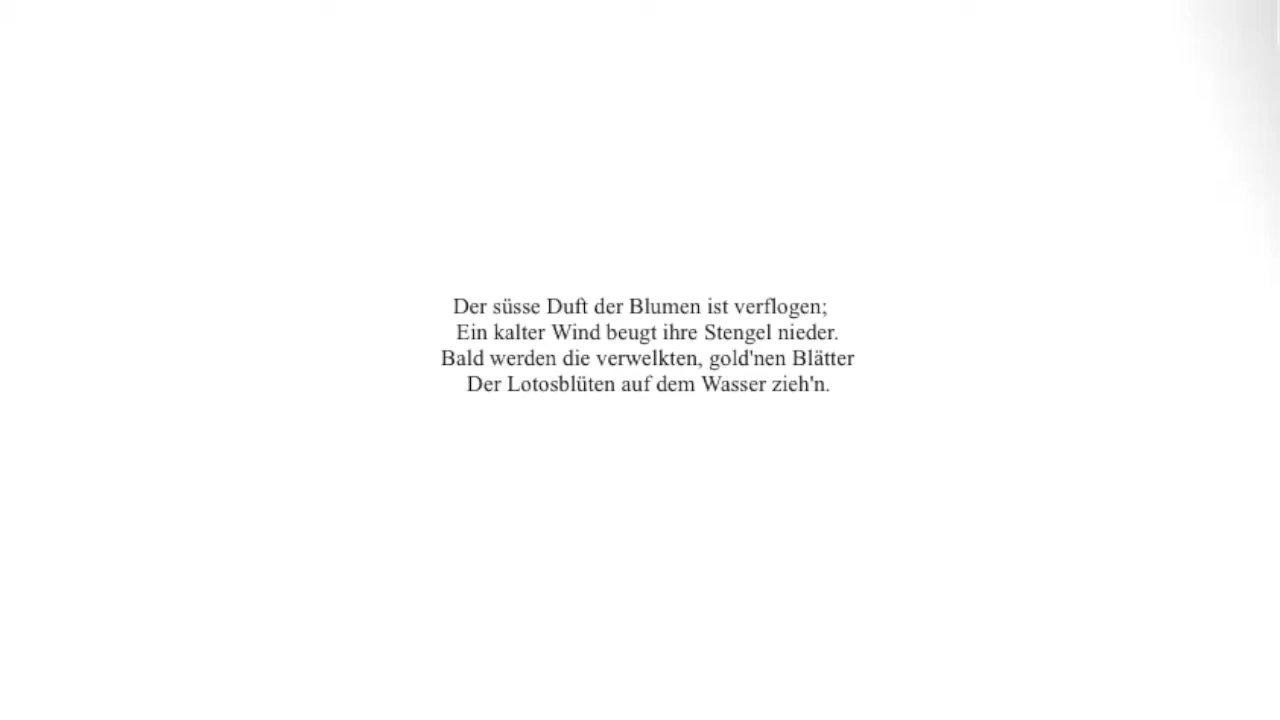 Der süsse Duft der Blumen ist verflogen;
Ein kalter Wind beugt ihre Stengel nieder.
Bald werden die verwelkten, gold'nen Blätter
Der Lotosblüten auf dem Wasser zieh'n.